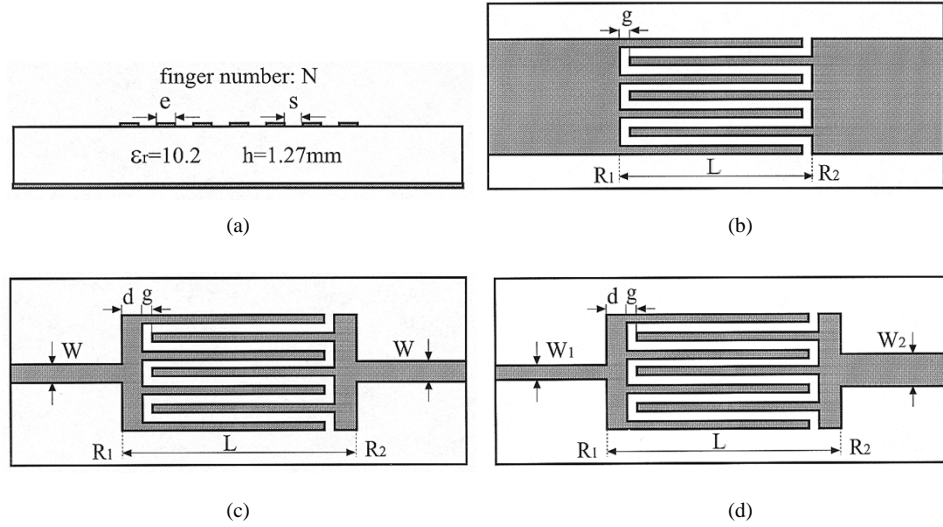 finger number: N
e s
εr=10.2 h=1.27mm
(a)
g
R1 L R2
(b)
d g
W W
R1 L R2
(c)
d g
W1 W2
R1 L R2
(d)